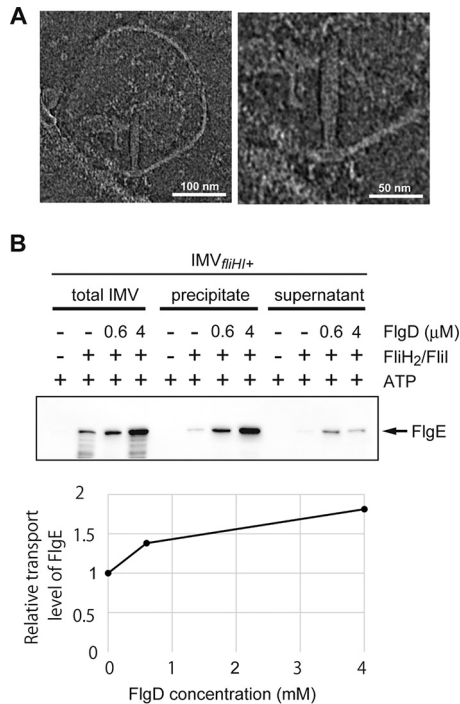 A
100 nm
50 nm
B
IMVfliHI+
total IMV precipitate supernatant
- - 0.6 4 - - 0.6 4 - - 0.6 4 FlgD (μM)
- + + + - + + + - + + + FliH2/FliI
+ + + + + + + + + + + + ATP
FlgE
2
1.5
1
0.5
0
Relative transport
level of FlgE
0 1 2 3 4
FlgD concentration (mM)